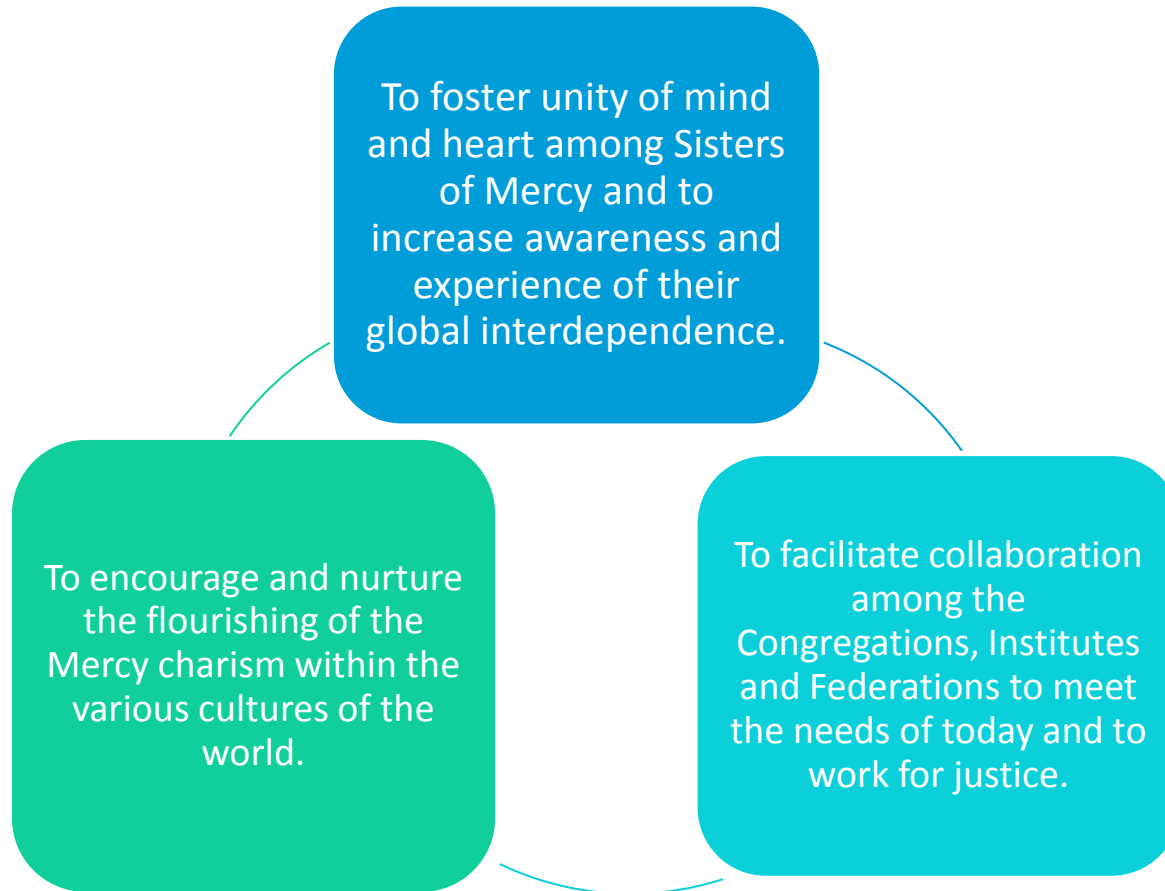 To foster unity of mind
and heart among Sisters
of Mercy and to
increase awareness and
experience of their
global interdependence.
To facilitate collaboration
among the
Congregations, Institutes
and Federations to meet
the needs of today and to
work for justice.
To encourage and nurture
the flourishing of the
Mercy charism within the
various cultures of the
world.